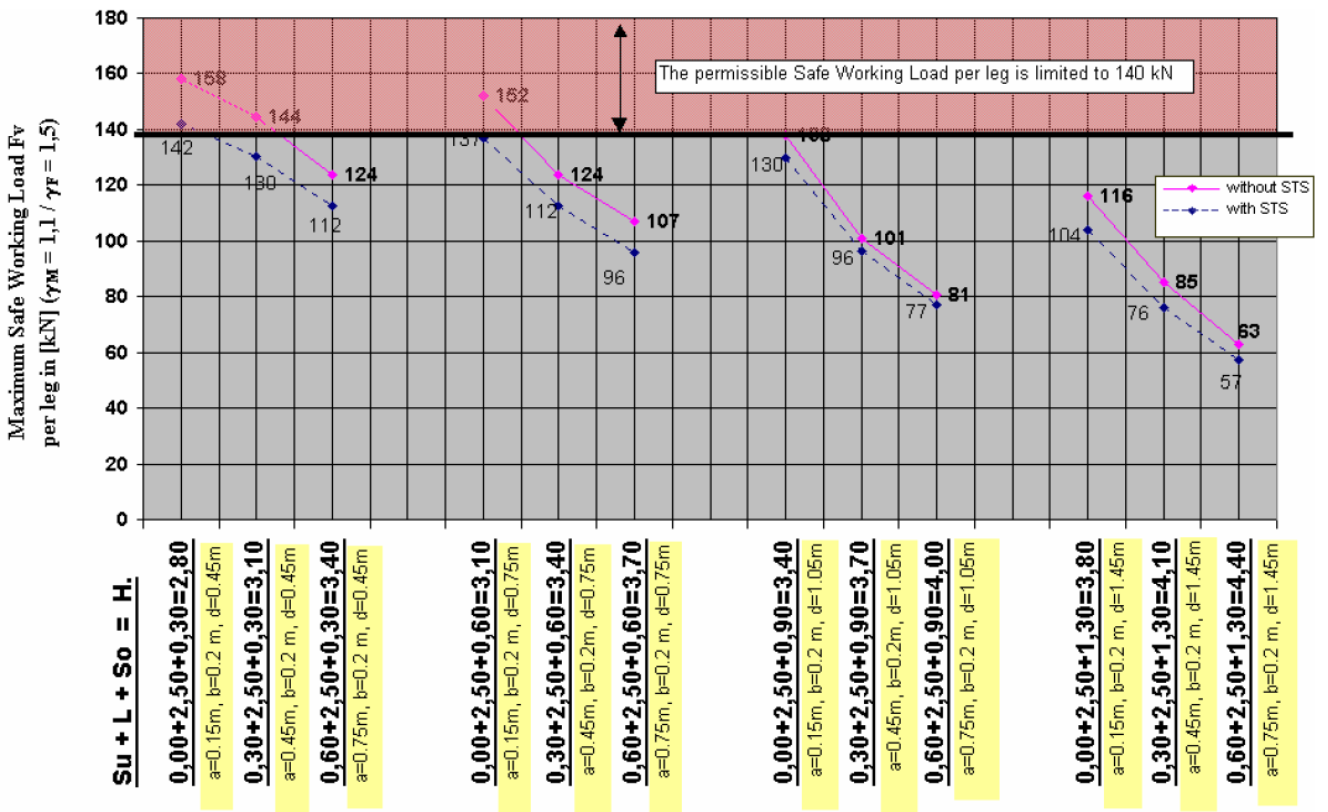 Maximum Safe Working Load Fv
per leg in [kN] (γM = 1,1 / γF = 1,5)
180
160
140
120
100
80
60
40
20
0
The permissible Safe Working Load per leg is limited to 140 kN
without STS
with STS
158
144
124
142
130
112
152
124
107
137
112
96
101
81
130
96
77
116
85
63
104
76
57
Su + L + So = H.
0,00+2,50+0,30=2,80
a=0.15m, b=0.2 m, d=0.45m
0,30+2,50+0,30=3,10
a=0.45m, b=0.2 m, d=0.45m
0,60+2,50+0,30=3,40
a=0.75m, b=0.2 m, d=0.45m
0,00+2,50+0,60=3,10
a=0.15m, b=0.2 m, d=0.75m
0,30+2,50+0,60=3,40
a=0.45m, b=0.2m, d=0.75m
0,60+2,50+0,60=3,70
a=0.75m, b=0.2 m, d=0.75m
0,00+2,50+0,90=3,40
a=0.15m, b=0.2 m, d=1.05m
0,30+2,50+0,90=3,70
a=0.45m, b=0.2m, d=1.05m
0,60+2,50+0,90=4,00
a=0.75m, b=0.2 m, d=1.05m
0,00+2,50+1,30=3,80
a=0.15m, b=0.2 m, d=1.45m
0,30+2,50+1,30=4,10
a=0.45m, b=0.2 m, d=1.45m
0,60+2,50+1,30=4,40
a=0.75m, b=0.2 m, d=1.45m